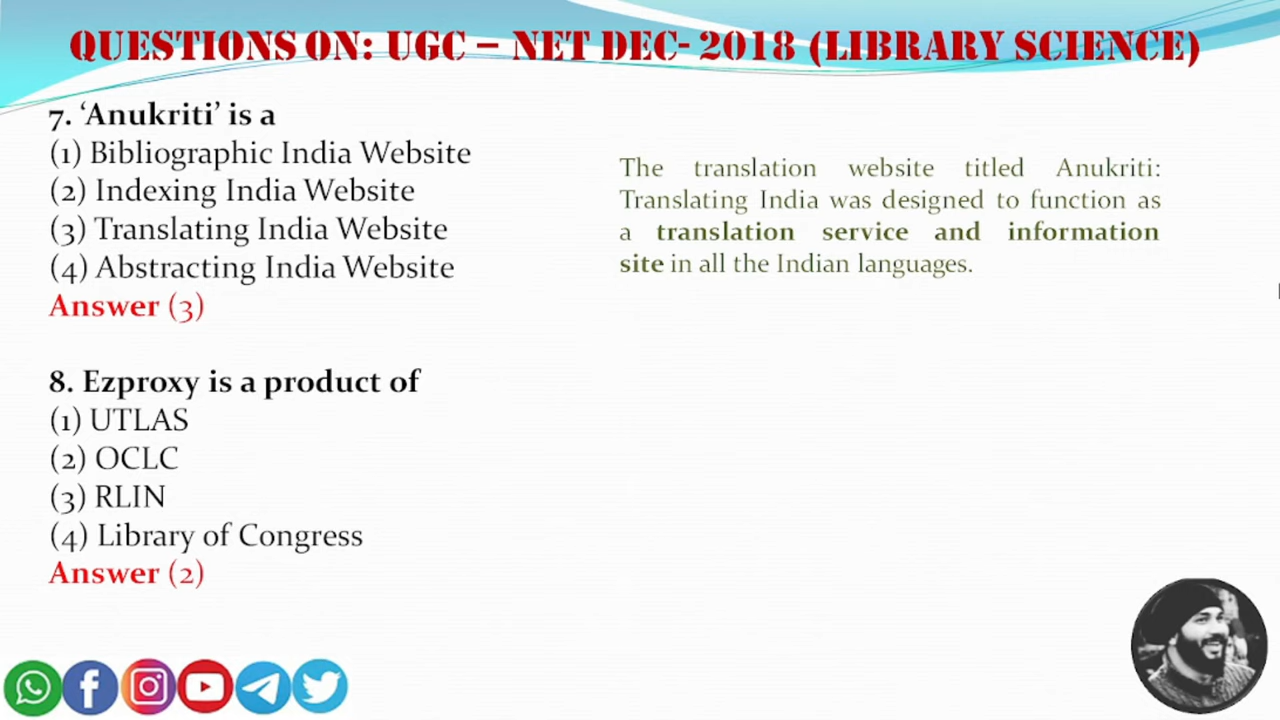 QUESTIONS ON: UGC – NET DEC- 2018 (LIBRARY SCIENCE)
7. ‘Anukriti’ is a
(1) Bibliographic India Website
(2) Indexing India Website
(3) Translating India Website
(4) Abstracting India Website
Answer (3)
The translation website titled Anukriti:
Translating India was designed to function as
a translation service and information
site in all the Indian languages.
8. Ezproxy is a product of
(1) UTLAS
(2) OCLC
(3) RLIN
(4) Library of Congress
Answer (2)